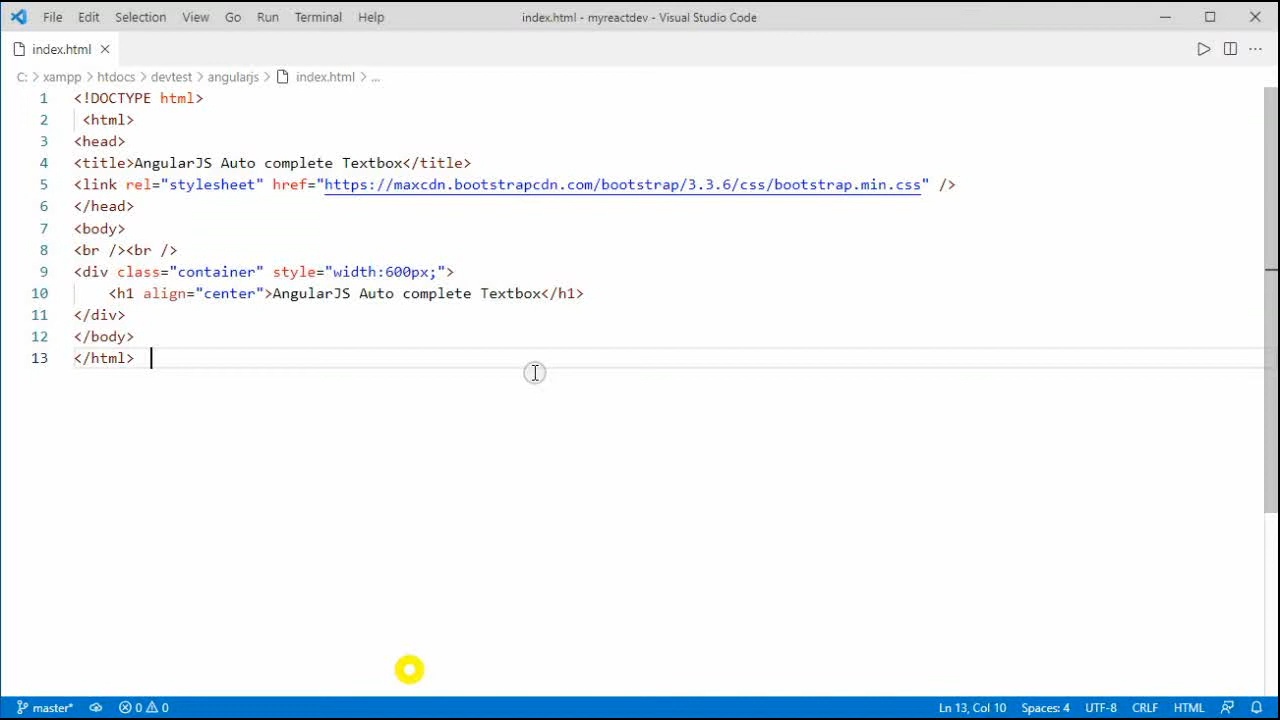 File Edit Selection View Go Run Terminal Help index.html - myreactdev - Visual Studio Code
index.html
C: > xampp > htdocs > devtest > angularjs > index.html > ...
1 <!DOCTYPE html>
2 <html>
3 <head>
4 <title>AngularJS Auto complete Textbox</title>
5 <link rel="stylesheet" href="https://maxcdn.bootstrapcdn.com/bootstrap/3.3.6/css/bootstrap.min.css" />
6 </head>
7 <body>
8 <br /><br />
9 <div class="container" style="width:600px;">
10 <h1 align="center">AngularJS Auto complete Textbox</h1>
11 </div>
12 </body>
13 </html>
master* 0 0 Ln 13, Col 10 Spaces: 4 UTF-8 CRLF HTML